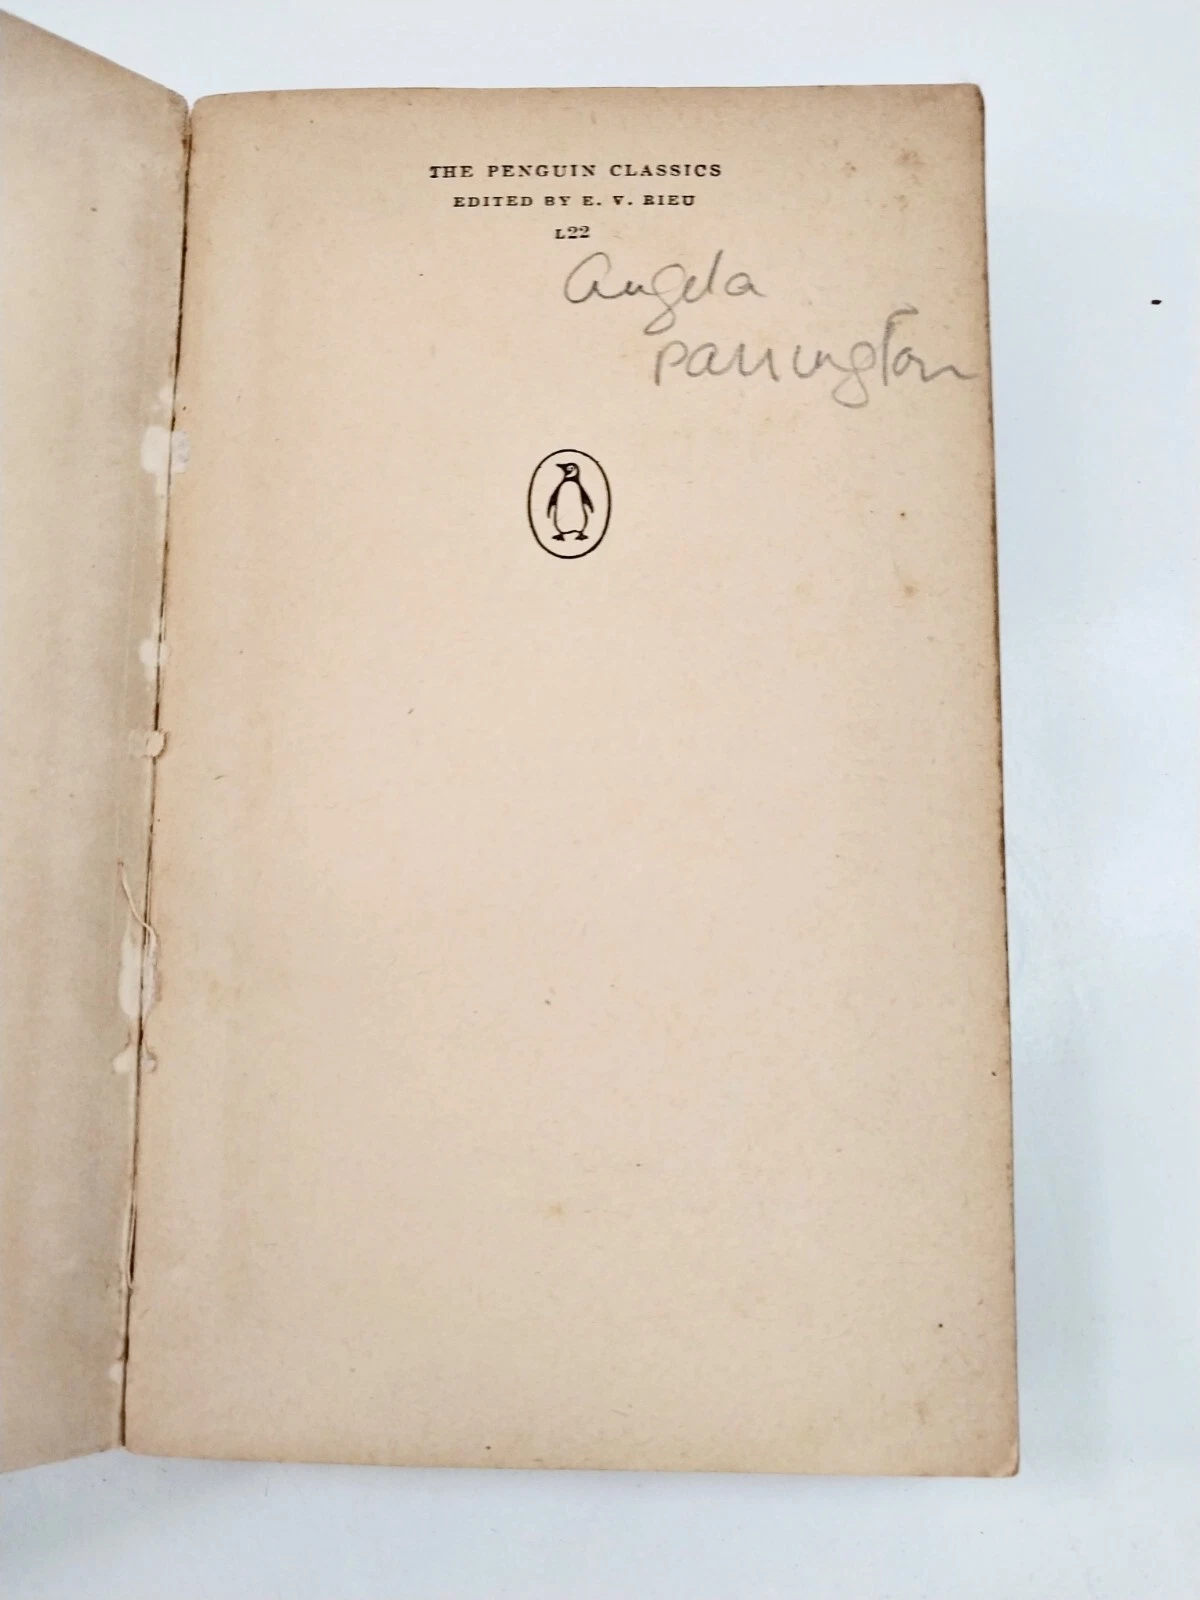 THE PENGUIN CLASSICS
EDITED BY E. V. RIEU
L22
Angela
Parrington